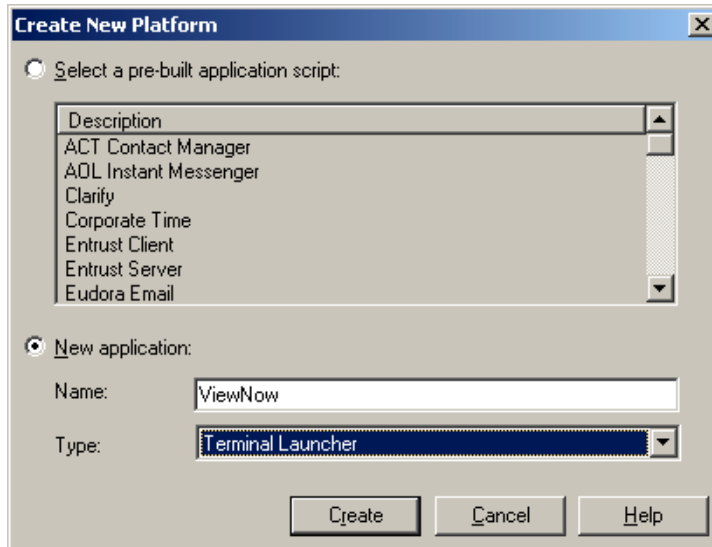 Create New Platform
Select a pre-built application script:
Description
ACT Contact Manager
AOL Instant Messenger
Clarify
Corporate Time
Entrust Client
Entrust Server
Eudora Email
New application:
Name: ViewNow
Type: Terminal Launcher
Create Cancel Help